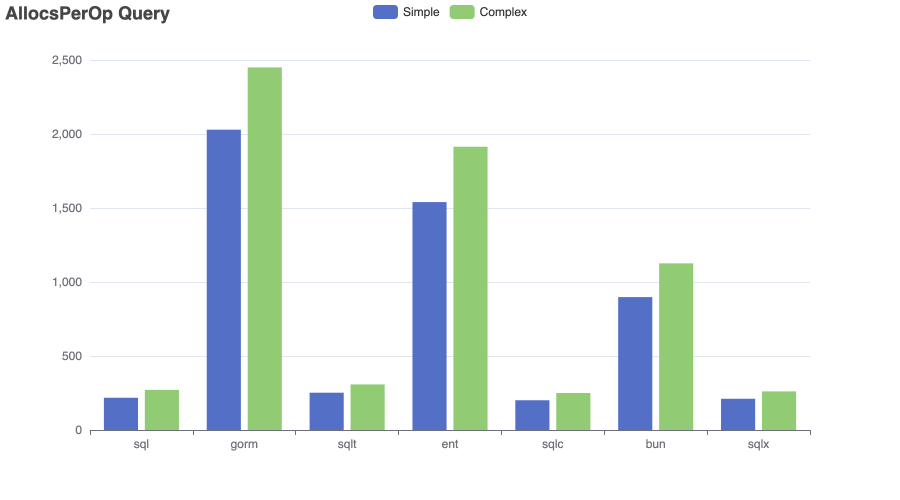 AllocsPerOp Query
Simple Complex
2,500
2,000
1,500
1,000
500
0
sql gorm sqlt ent sqlc bun sqlx